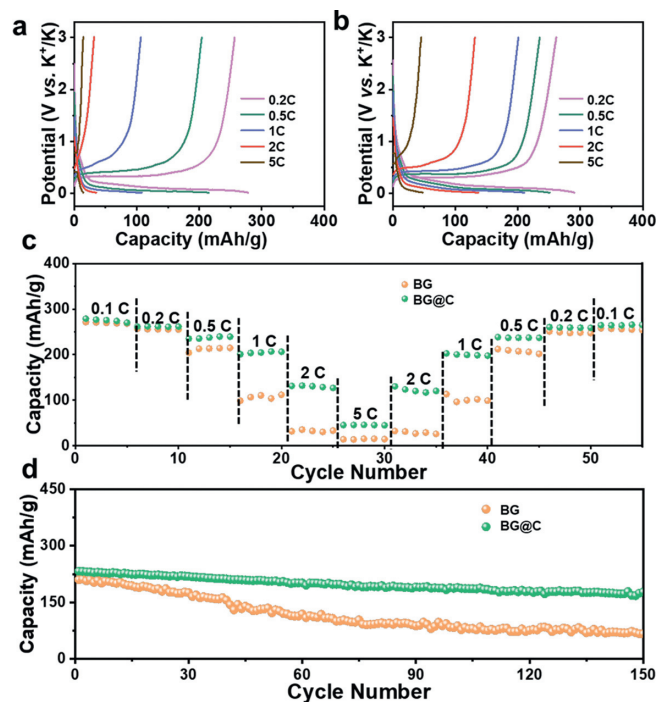 a
Potential (V vs. K⁺/K)
3
2
1
0
0.2C
0.5C
1C
2C
5C
0 100 200 300 400
Capacity (mAh/g)
b
Potential (V vs. K⁺/K)
3
2
1
0
0.2C
0.5C
1C
2C
5C
0 100 200 300 400
Capacity (mAh/g)
c
Capacity (mAh/g)
400
300
200
100
0
BG
BG@C
0.1 C 0.2 C 0.5 C 1 C 2 C 5 C 2 C 1 C 0.5 C 0.2 C 0.1 C
0 10 20 30 40 50
Cycle Number
d
Capacity (mAh/g)
450
300
150
0
BG
BG@C
0 30 60 90 120 150
Cycle Number